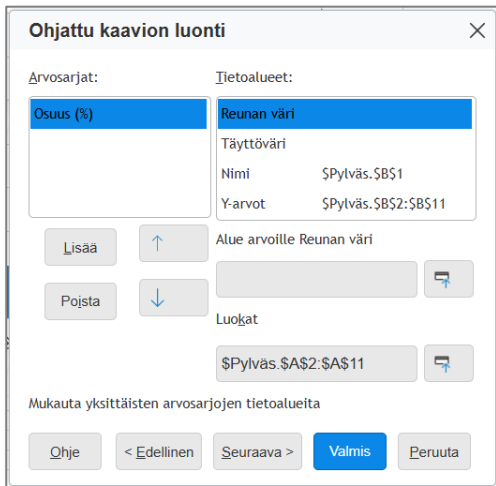 Ohjattu kaavion luonti
Arvosarjat:
Tietoalueet:
Osuus (%)
Reunan väri
Täyttöväri
Nimi $Pylväs.$B$1
Y-arvot $Pylväs.$B$2:$B$11
Lisää
Poista
Alue arvoille Reunan väri
Luokat
$Pylväs.$A$2:$A$11
Mukauta yksittäisten arvosarjojen tietoalueita
Ohje
< Edellinen
Seuraava >
Valmis
Peruuta